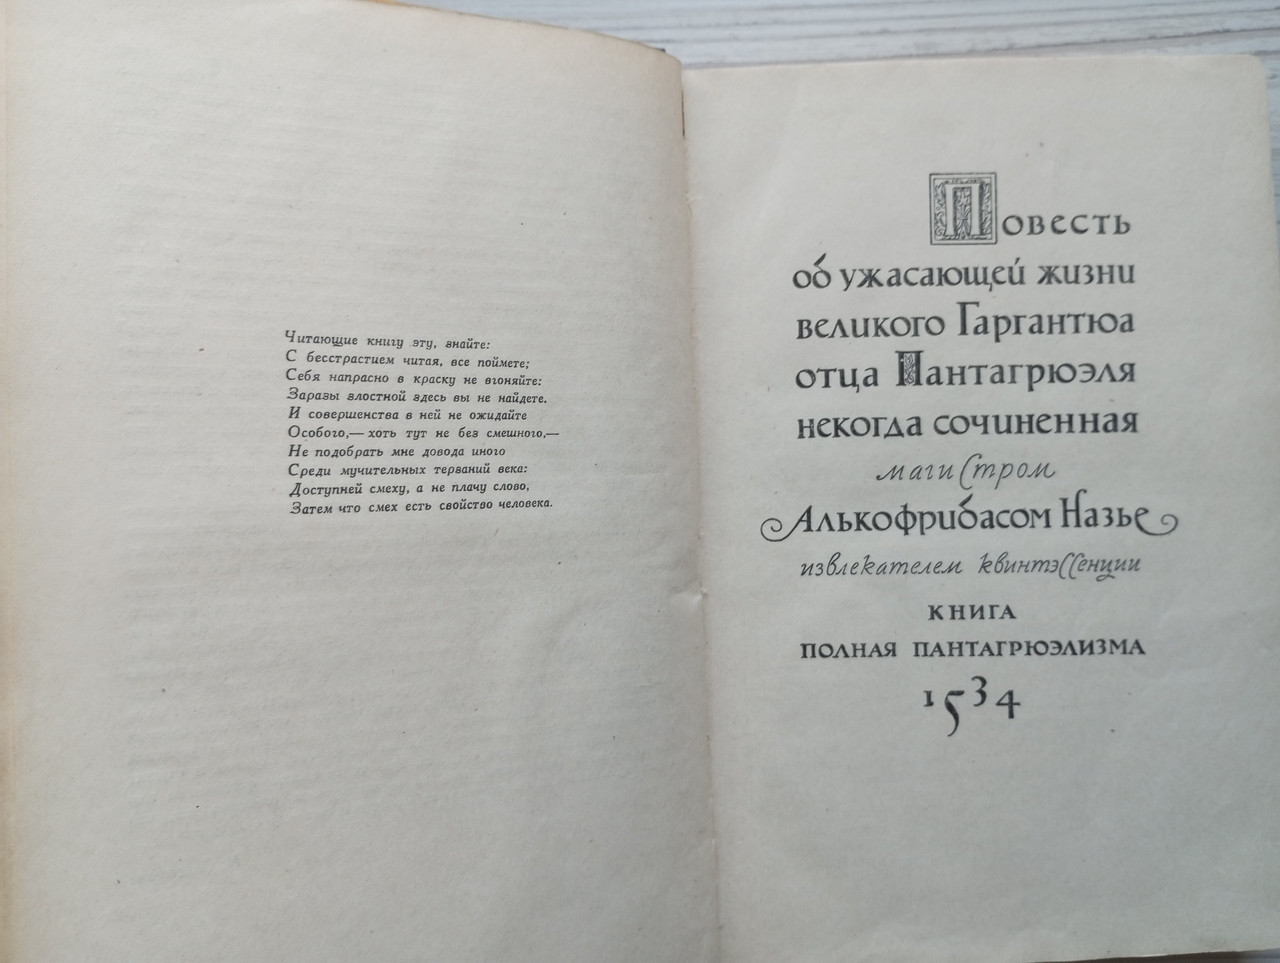 Читающие книгу эту, знайте:
С бесстрастием читая, все поймете;
Себя напрасно в краску не вгоняйте:
Заразы злостной здесь вы не найдете.
И совершенства в ней не ожидайте
Особого,— хоть тут не без смешного,—
Не подобрать мне довода иного
Среди мучительных терзаний века:
Доступней смеху, а не плачу слово,
Затем что смех есть свойство человека.
Повесть
об ужасающей жизни
великого Гаргантюа
отца Пантагрюэля
некогда сочиненная
магистром
Алькофрибасом Назье
извлекателем квинтэссенции
КНИГА
ПОЛНАЯ ПАНТАГРЮЭЛИЗМА
1534